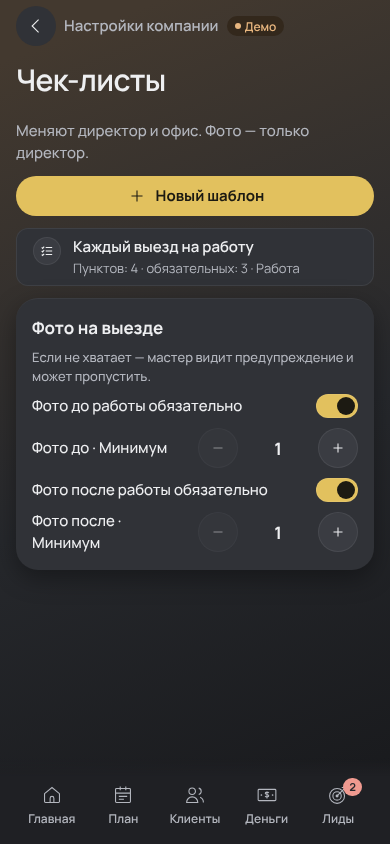 Настройки компании
Демо
Чек-листы
Меняют директор и офис. Фото — только
директор.
+ Новый шаблон
Каждый выезд на работу
Пунктов: 4 · обязательных: 3 · Работа
Фото на выезде
Если не хватает — мастер видит предупреждение и
может пропустить.
Фото до работы обязательно
Фото до · Минимум − 1 +
Фото после работы обязательно
Фото после ·
Минимум − 1 +
2
Главная План Клиенты Деньги Лиды